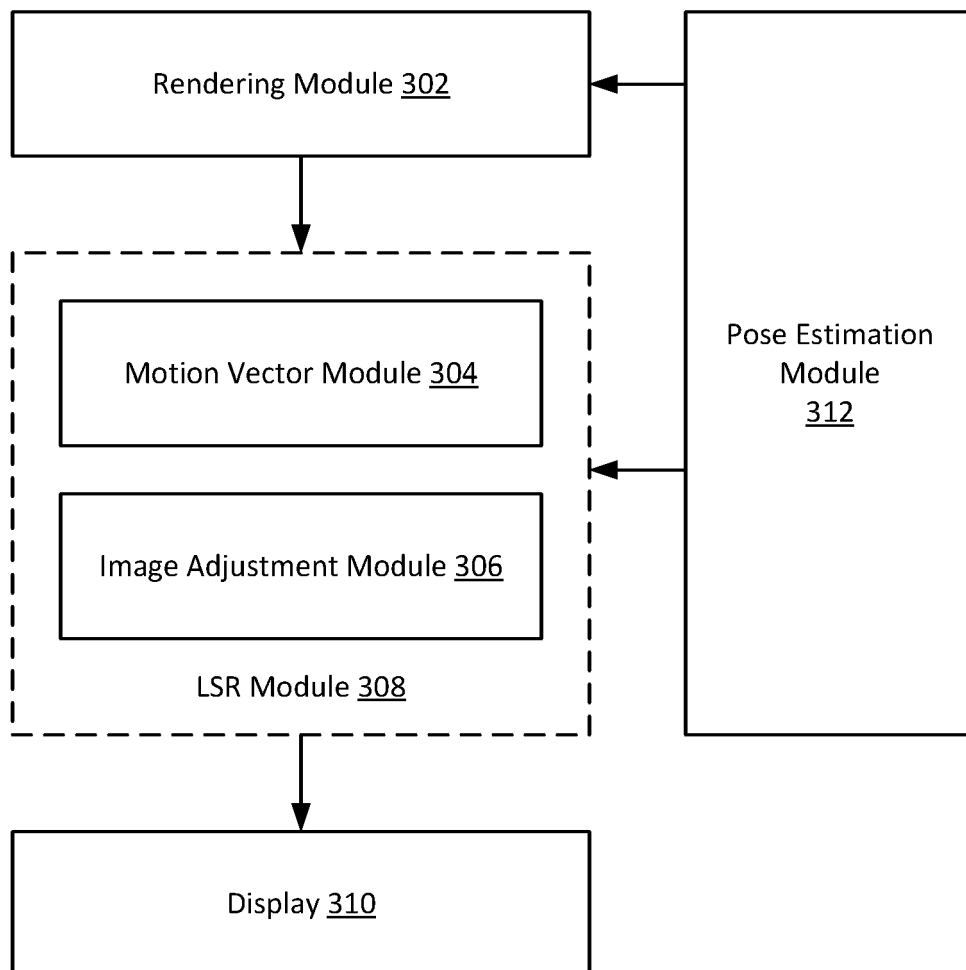 Rendering Module 302
Motion Vector Module 304
Image Adjustment Module 306
LSR Module 308
Display 310
Pose Estimation
Module
312